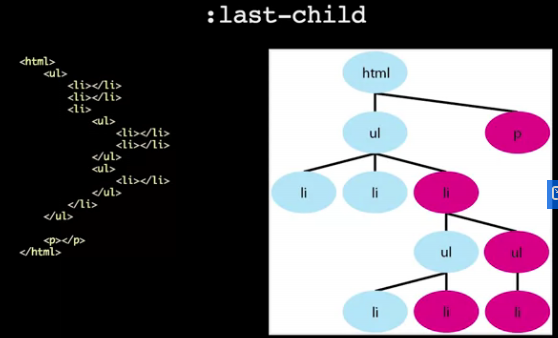 :last-child
<html>
<ul>
<li></li>
<li></li>
<li>
<ul>
<li></li>
<li></li>
</ul>
<ul>
<li></li>
</ul>
</li>
</ul>
<p></p>
</html>
html
ul p
li li li
ul ul
li li li